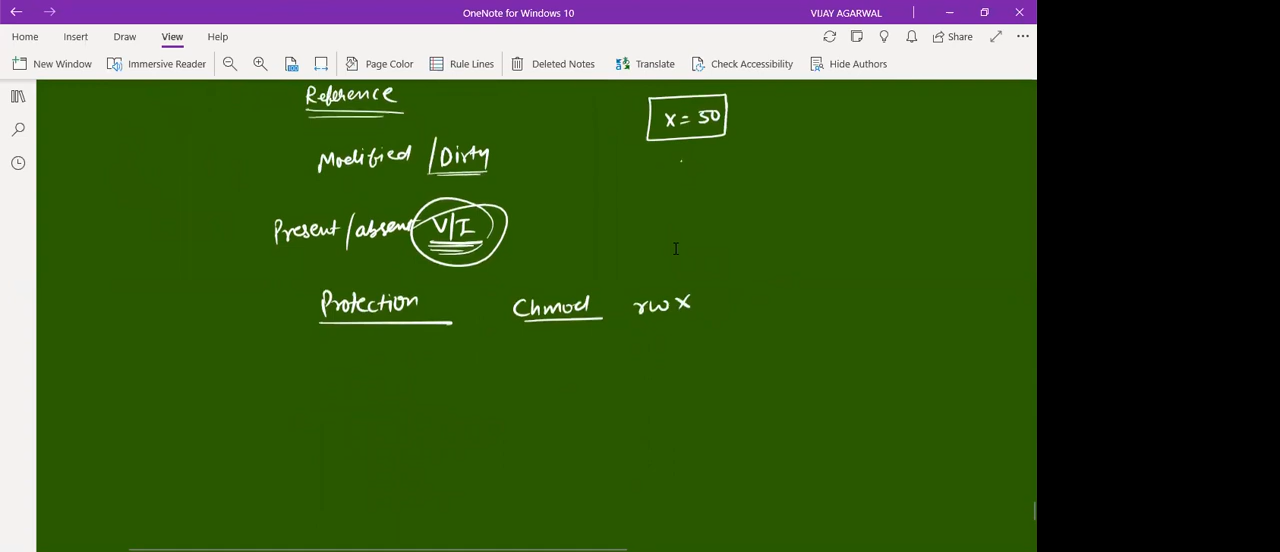 OneNote for Windows 10
VIJAY AGARWAL
Home Insert Draw View Help
Share
New Window Immersive Reader Page Color Rule Lines Deleted Notes Translate Check Accessibility Hide Authors
Reference
x = 50
Modified / Dirty
Present / absent V/I
Protection Chmod rwx